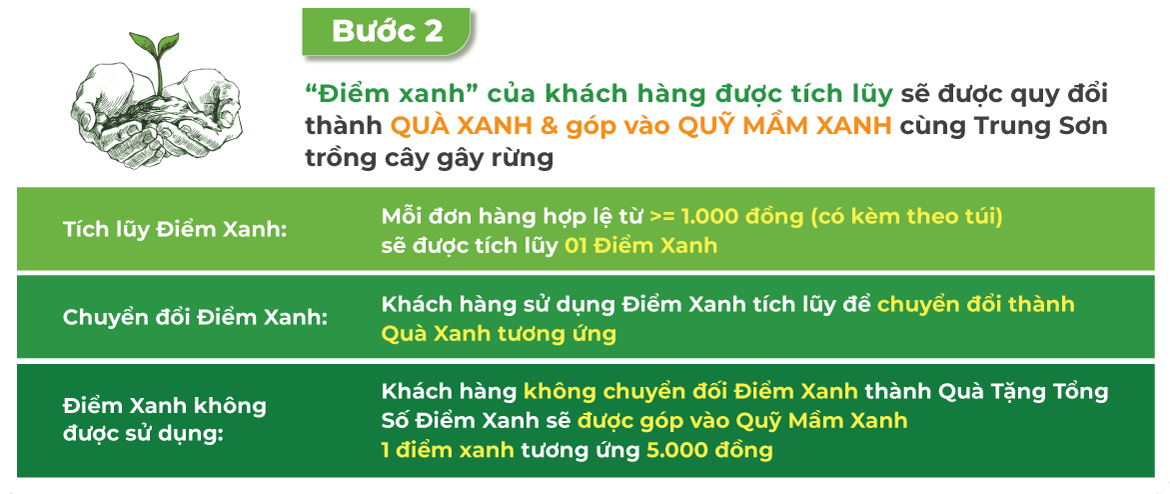 Bước 2
“Điểm xanh” của khách hàng được tích lũy sẽ được quy đổi
thành QUÀ XANH & góp vào QUỸ MẦM XANH cùng Trung Sơn
trồng cây gây rừng
Tích lũy Điểm Xanh:
Mỗi đơn hàng hợp lệ từ >= 1.000 đồng (có kèm theo túi)
sẽ được tích lũy 01 Điểm Xanh
Chuyển đổi Điểm Xanh:
Khách hàng sử dụng Điểm Xanh tích lũy để chuyển đổi thành
Quà Xanh tương ứng
Điểm Xanh không
được sử dụng:
Khách hàng không chuyển đối Điểm Xanh thành Quà Tặng Tổng
Số Điểm Xanh sẽ được góp vào Quỹ Mầm Xanh
1 điểm xanh tương ứng 5.000 đồng